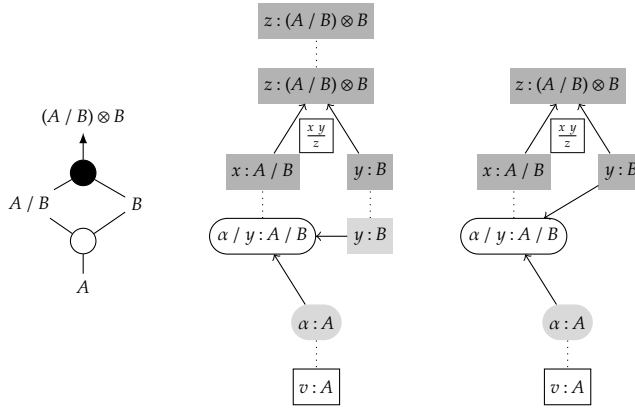 (A / B) ⊗ B
A / B
B
A
z : (A / B) ⊗ B
z : (A / B) ⊗ B
x y
z
x : A / B
y : B
α / y : A / B
y : B
α : A
v : A
z : (A / B) ⊗ B
x y
z
x : A / B
y : B
α / y : A / B
α : A
v : A